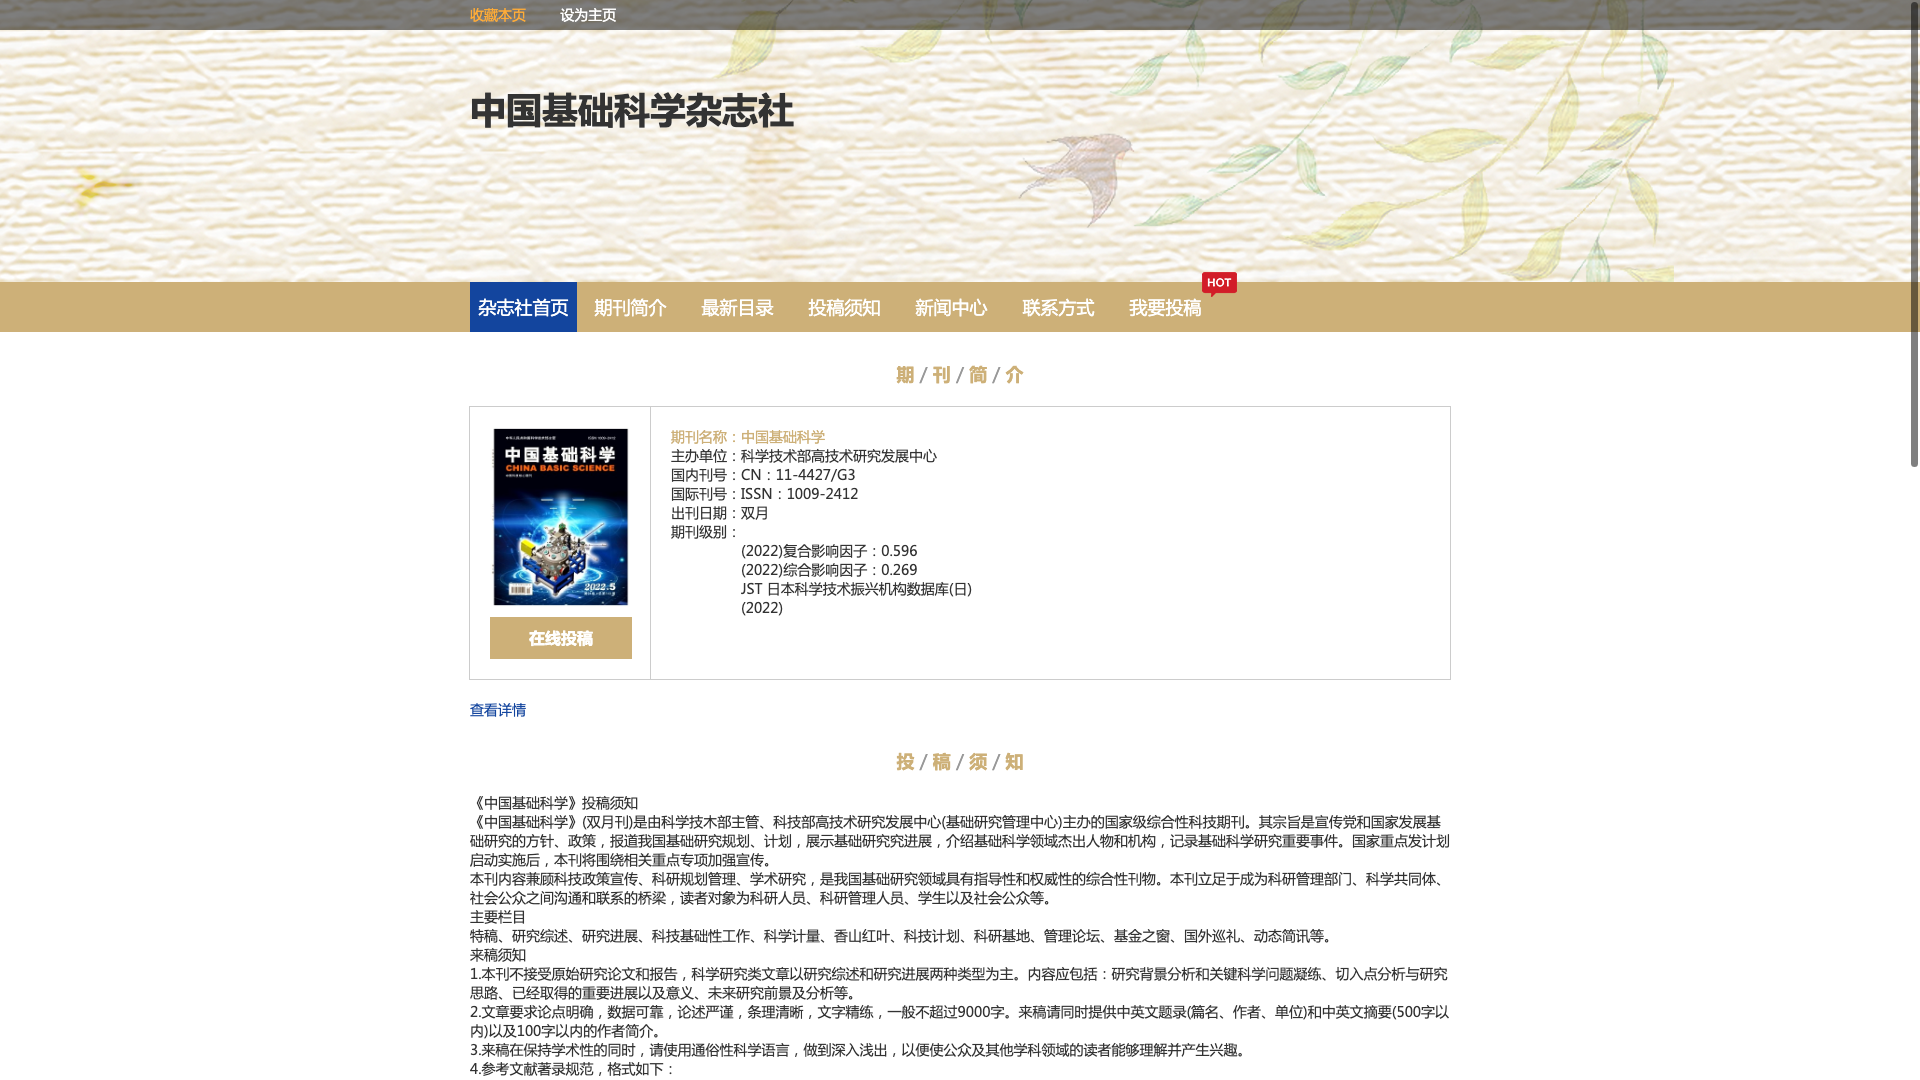 收藏本页 设为主页
中国基础科学杂志社
HOT
杂志社首页 期刊简介 最新目录 投稿须知 新闻中心 联系方式 我要投稿
期 / 刊 / 简 / 介
中国基础科学
CHINA BASIC SCIENCE
2022.5
在线投稿
期刊名称：中国基础科学
主办单位：科学技术部高技术研究发展中心
国内刊号：CN：11-4427/G3
国际刊号：ISSN：1009-2412
出刊日期：双月
期刊级别：
(2022)复合影响因子：0.596
(2022)综合影响因子：0.269
JST 日本科学技术振兴机构数据库(日)
(2022)
查看详情
投 / 稿 / 须 / 知
《中国基础科学》投稿须知
《中国基础科学》(双月刊)是由科学技木部主管、科技部高技术研究发展中心(基础研究管理中心)主办的国家级综合性科技期刊。其宗旨是宣传党和国家发展基
础研究的方针、政策，报道我国基础研究规划、计划，展示基础研究究进展，介绍基础科学领域杰出人物和机构，记录基础科学研究重要事件。国家重点发计划
启动实施后，本刊将围绕相关重点专项加强宣传。
本刊内容兼顾科技政策宣传、科研规划管理、学术研究，是我国基础研究领域具有指导性和权威性的综合性刊物。本刊立足于成为科研管理部门、科学共同体、
社会公众之间沟通和联系的桥梁，读者对象为科研人员、科研管理人员、学生以及社会公众等。
主要栏目
特稿、研究综述、研究进展、科技基础性工作、科学计量、香山红叶、科技计划、科研基地、管理论坛、基金之窗、国外巡礼、动态简讯等。
来稿须知
1.本刊不接受原始研究论文和报告，科学研究类文章以研究综述和研究进展两种类型为主。内容应包括：研究背景分析和关键科学问题凝练、切入点分析与研究
思路、已经取得的重要进展以及意义、未来研究前景及分析等。
2.文章要求论点明确，数据可靠，论述严谨，条理清晰，文字精练，一般不超过9000字。来稿请同时提供中英文题录(篇名、作者、单位)和中英文摘要(500字以
内)以及100字以内的作者简介。
3.来稿在保持学术性的同时，请使用通俗性科学语言，做到深入浅出，以便使公众及其他学科领域的读者能够理解并产生兴趣。
4.参考文献著录规范，格式如下：